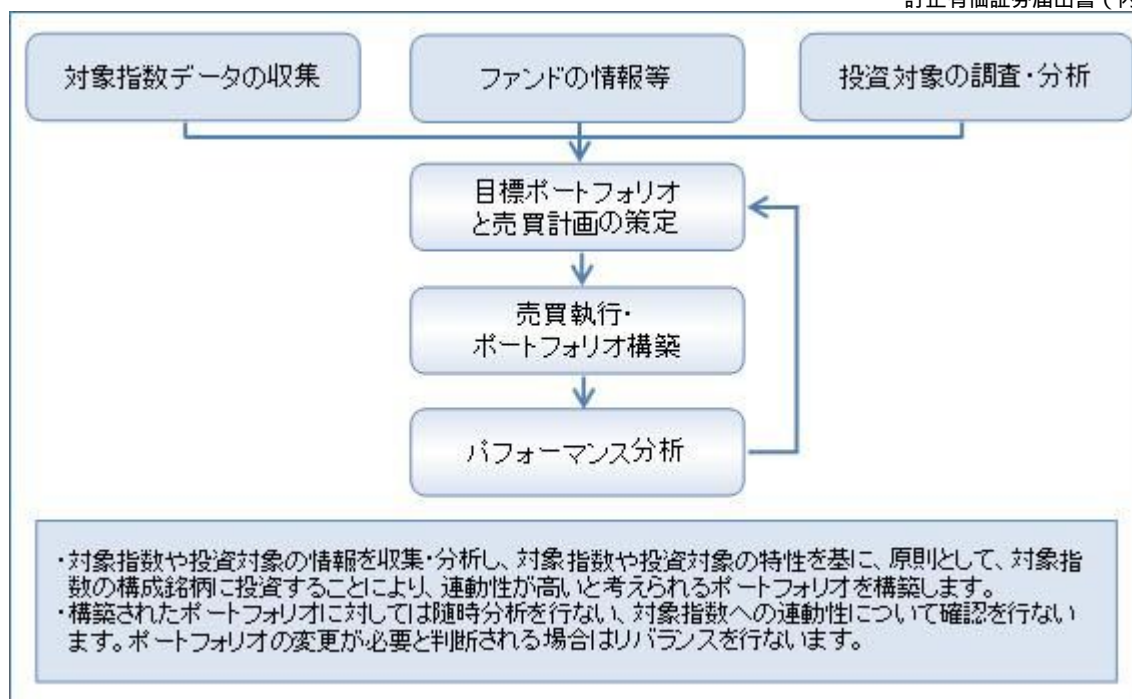 訂正有価証券届出書(内
対象指数データの収集
ファンドの情報等
投資対象の調査・分析
目標ポートフォリオ
と売買計画の策定
売買執行・
ポートフォリオ構築
パフォーマンス分析
・対象指数や投資対象の情報を収集・分析し、対象指数や投資対象の特性を基に、原則として、対象指
数の構成銘柄に投資することにより、連動性が高いと考えられるポートフォリオを構築します。
・構築されたポートフォリオに対しては随時分析を行ない、対象指数への連動性について確認を行ないま
す。ポートフォリオの変更が必要と判断される場合はリバランスを行ないます。